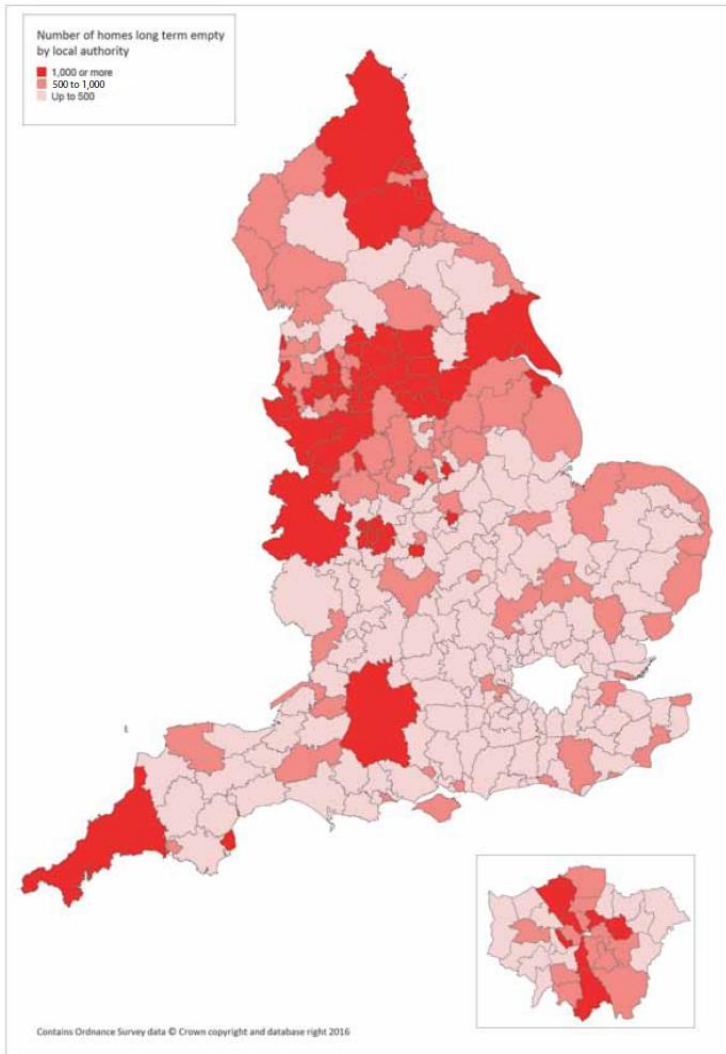 Number of homes long term empty
by local authority
1,000 or more
500 to 1,000
Up to 500
Contains Ordnance Survey data © Crown copyright and database right 2016